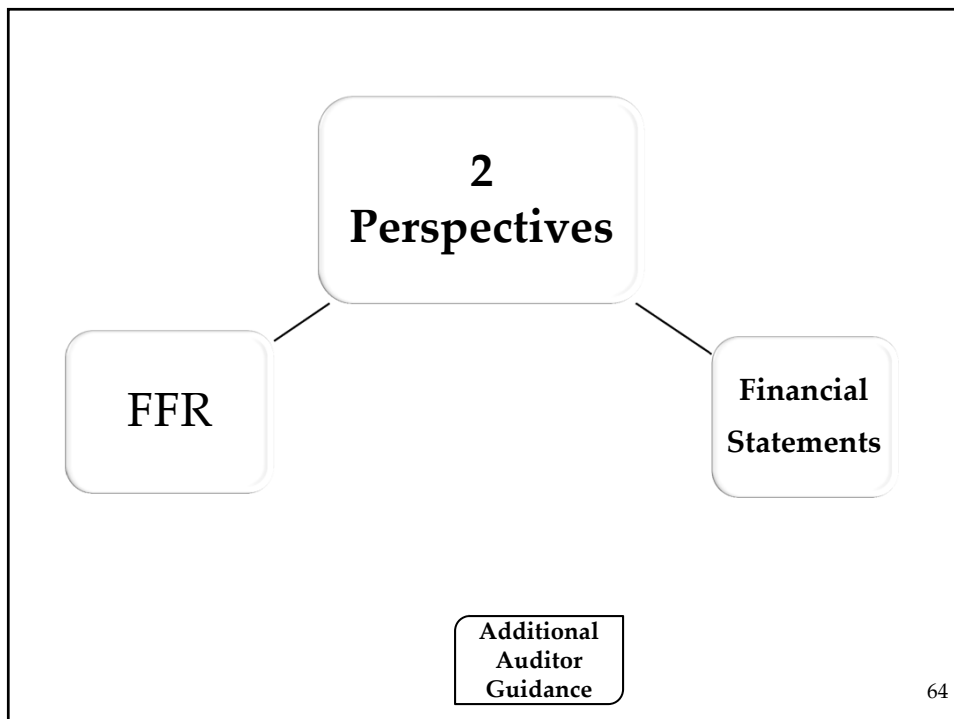 2
Perspectives
FFR
Financial
Statements
Additional
Auditor
Guidance
64